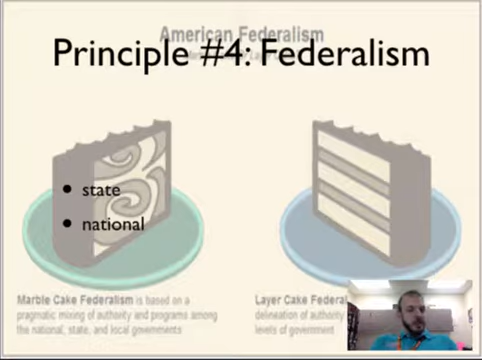 American Federalism
Principle #4: Federalism
state
national
Marble Cake Federalism is based on a
pragmatic mixing of authority and programs among
the national, state, and local governments
Layer Cake Federal
delineation of authority
levels of government